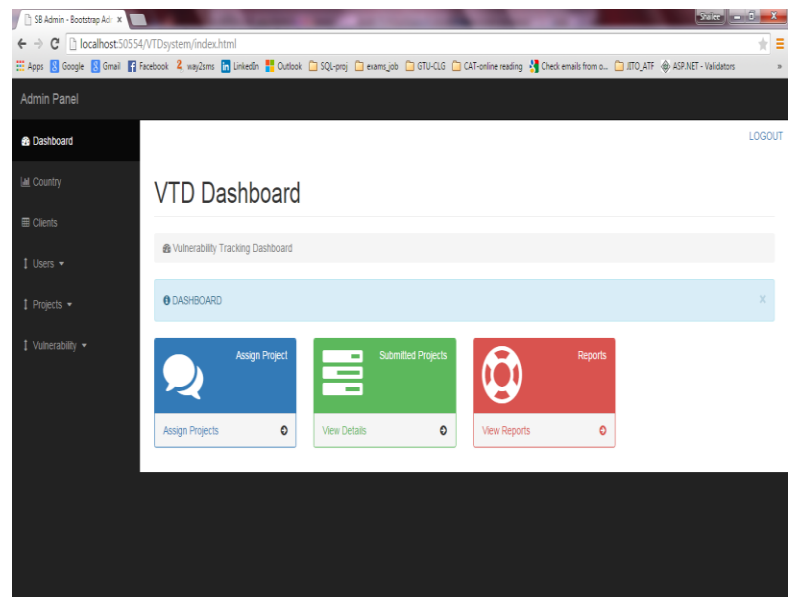 SB Admin - Bootstrap Ad
Shalee
localhost:50554/VTDsystem/index.html
Apps Google Gmail Facebook way2sms LinkedIn Outlook SQL-proj exams_job GTU-CLG CAT-online reading Check emails from o... JITO_ATF ASP.NET - Validators »
Admin Panel
LOGOUT
Dashboard
Country
Clients
Users
Projects
Vulnerability
VTD Dashboard
Vulnerability Tracking Dashboard
DASHBOARD x
Assign Project
Assign Projects
Submitted Projects
View Details
Reports
View Reports